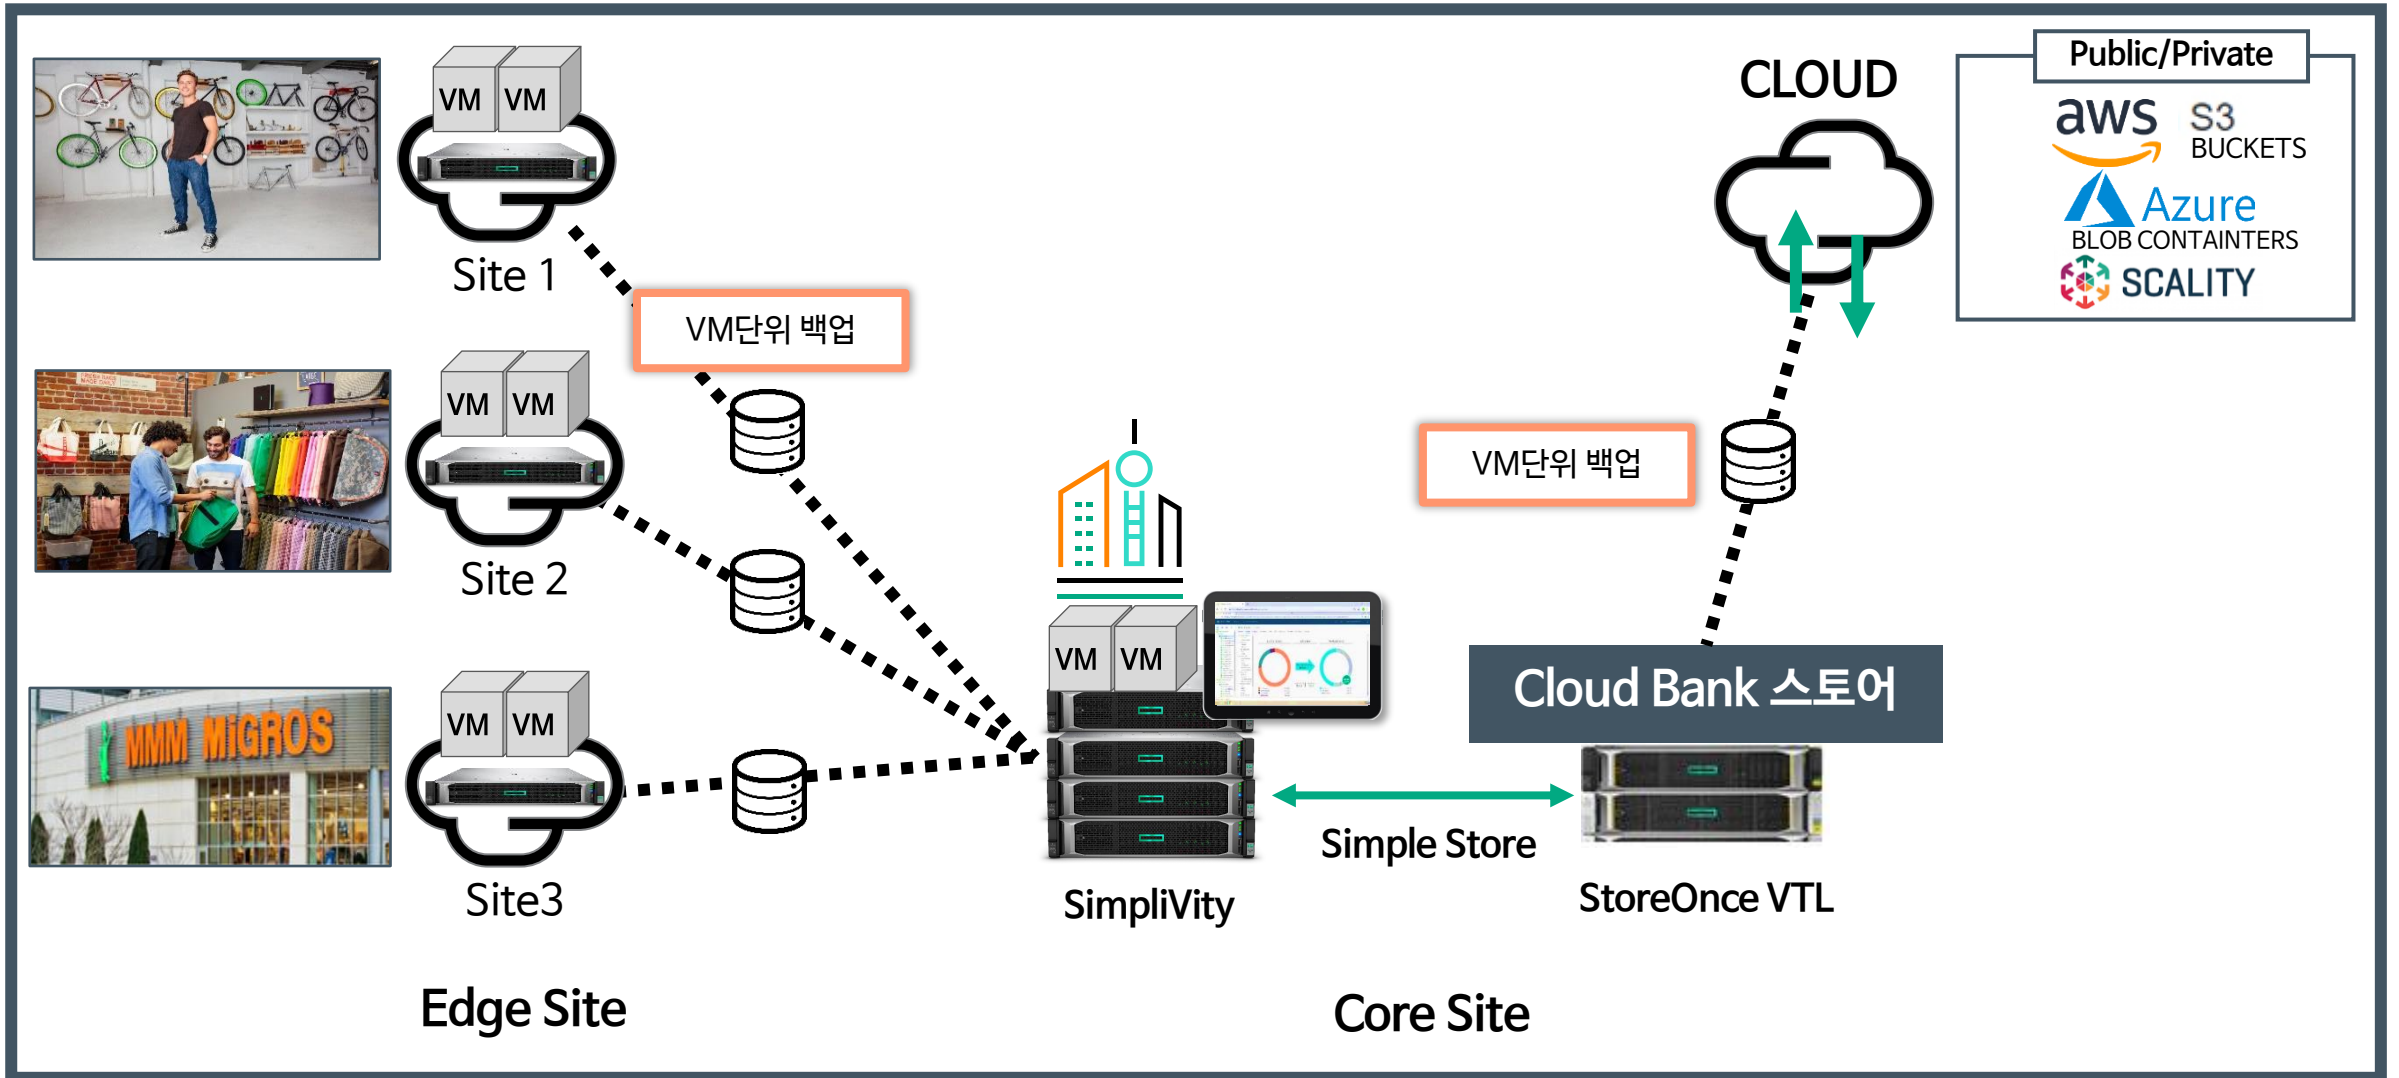 VM VM
Site 1
VM단위 백업
VM VM
Site 2
MMM MiGROS
VM VM
Site3
Edge Site
VM VM
SimpliVity
Simple Store
Core Site
CLOUD
VM단위 백업
Cloud Bank 스토어
StoreOnce VTL
Public/Private
aws S3
BUCKETS
Azure
BLOB CONTAINTERS
SCALITY